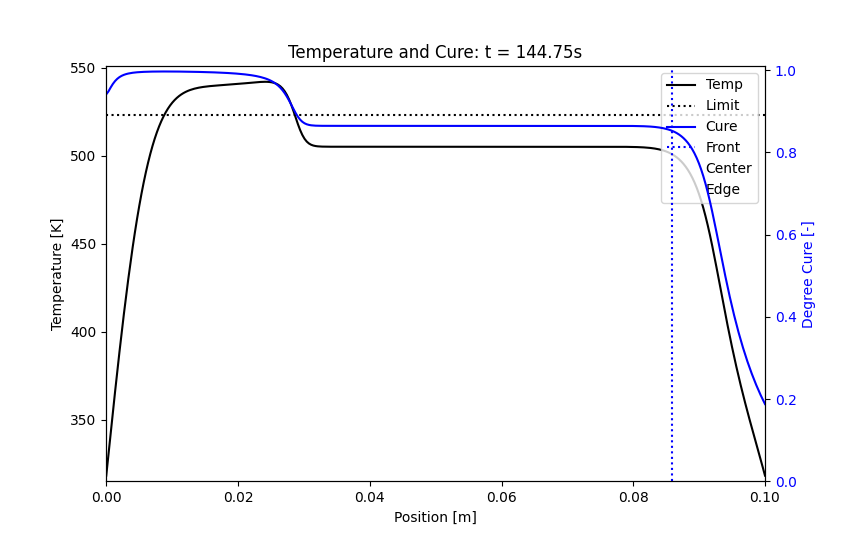 Temperature and Cure: t = 144.75s
550
500
450
400
350
Temperature [K]
1.0
0.8
0.6
0.4
0.2
0.0
Degree Cure [-]
Temp
Limit
Cure
Front
Center
Edge
0.00
0.02
0.04
0.06
0.08
0.10
Position [m]